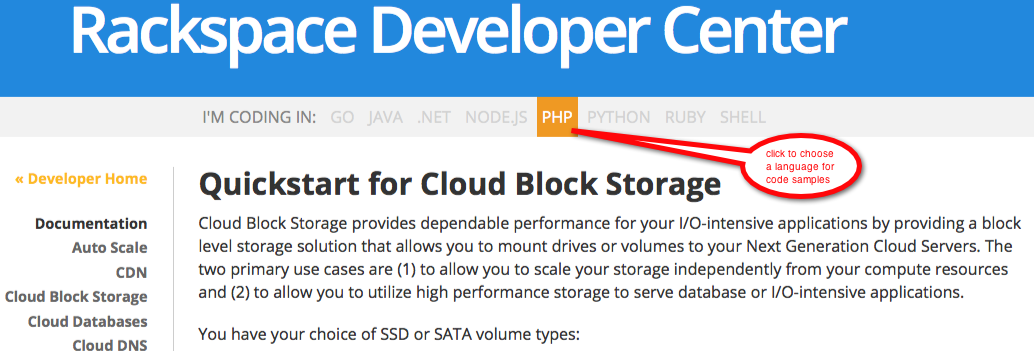 Rackspace Developer Center
I'M CODING IN: GO JAVA .NET NODE.JS PHP PYTHON RUBY SHELL
click to choose
a language for
code samples
« Developer Home
Documentation
Auto Scale
CDN
Cloud Block Storage
Cloud Databases
Cloud DNS
Quickstart for Cloud Block Storage
Cloud Block Storage provides dependable performance for your I/O-intensive applications by providing a block
level storage solution that allows you to mount drives or volumes to your Next Generation Cloud Servers. The
two primary use cases are (1) to allow you to scale your storage independently from your compute resources
and (2) to allow you to utilize high performance storage to serve database or I/O-intensive applications.
You have your choice of SSD or SATA volume types: